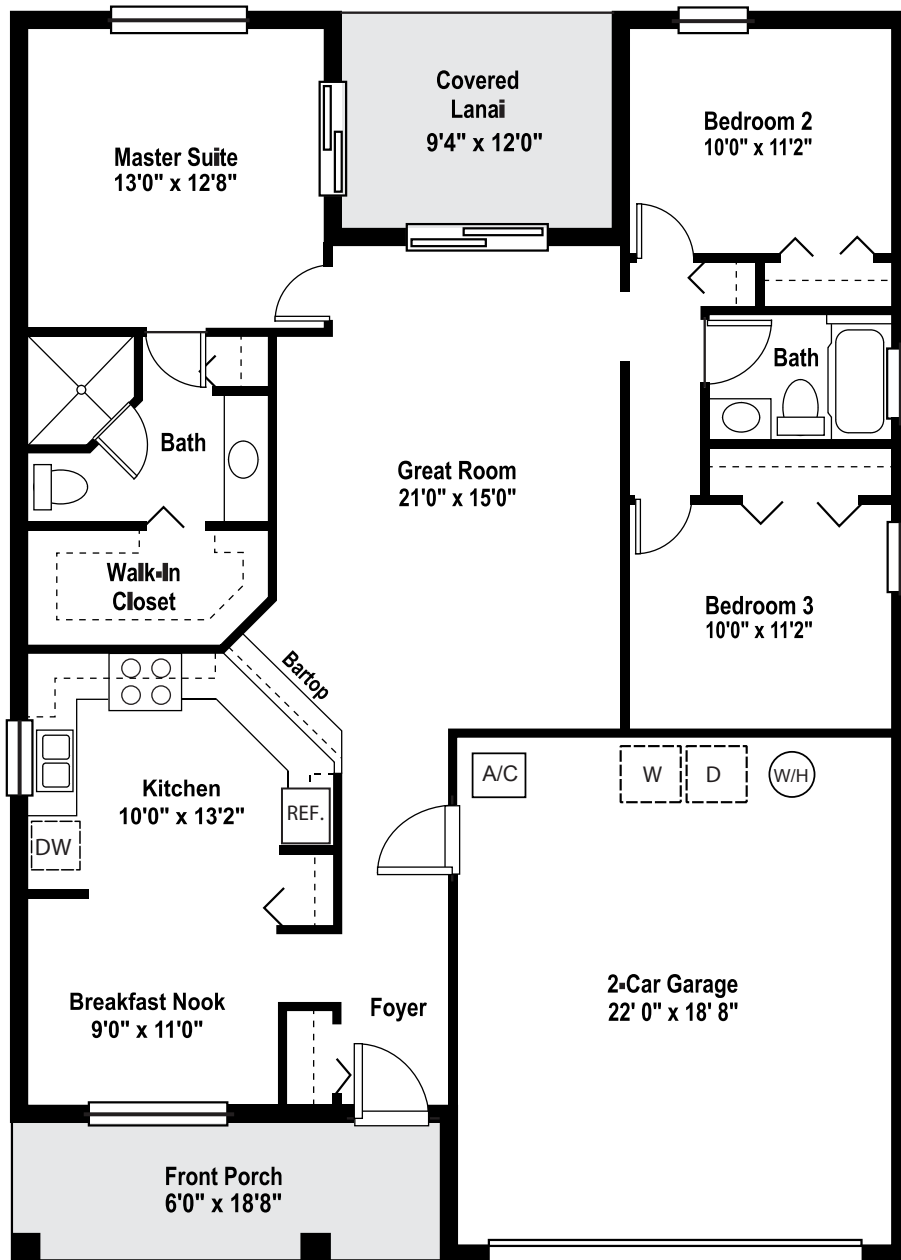 Covered
Lanai
9'4" x 12'0"
Bedroom 2
10'0" x 11'2"
Master Suite
13'0" x 12'8"
Bath
Bath
Great Room
21'0" x 15'0"
Walk-In
Closet
Bedroom 3
10'0" x 11'2"
Bartop
A/C
W
D
W/H
Kitchen
10'0" x 13'2"
REF.
DW
2-Car Garage
22' 0" x 18' 8"
Breakfast Nook
9'0" x 11'0"
Foyer
Front Porch
6'0" x 18'8"